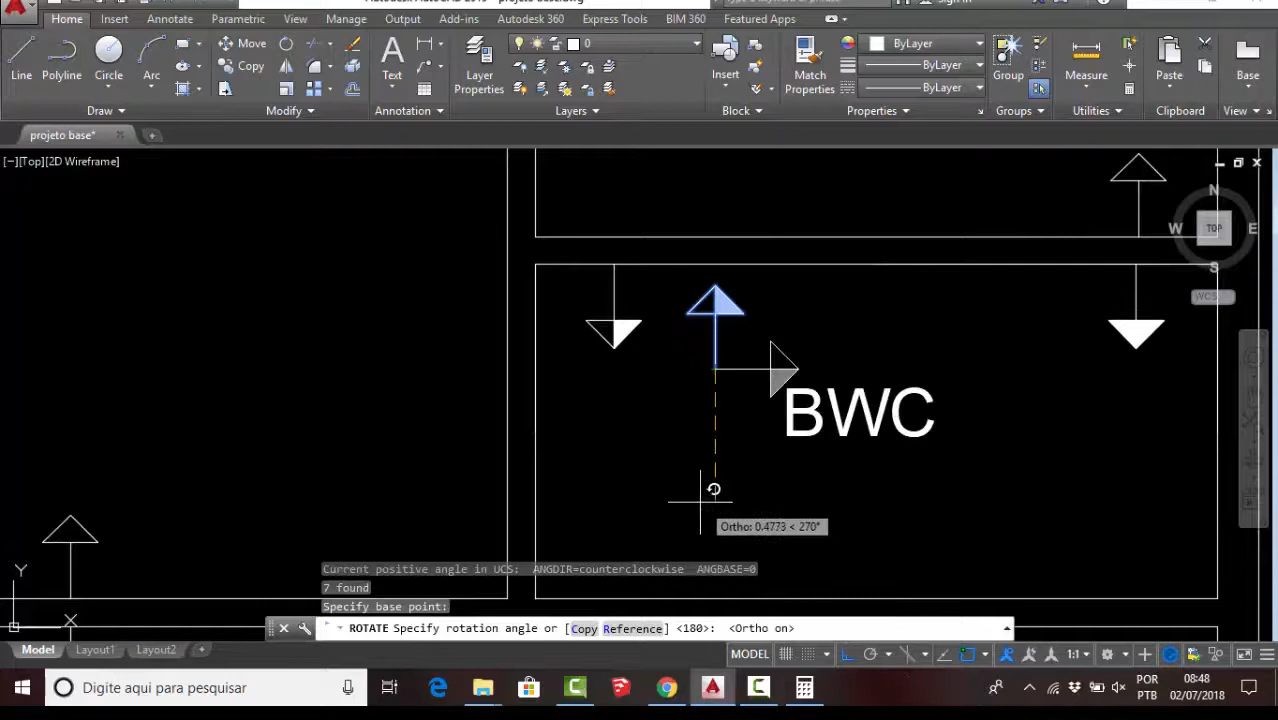 Home Insert Annotate Parametric View Manage Output Add-ins Autodesk 360 Express Tools BIM 360 Featured Apps
Move
Copy
0
ByLayer
ByLayer
ByLayer
Line Polyline Circle Arc Text Layer Properties Insert Match Properties Group Measure Paste Base
Draw Modify Annotation Layers Block Properties Groups Utilities Clipboard View
projeto base*
[−][Top][2D Wireframe]
N
W TOP E
S
WCS
BWC
Ortho: 0.4773 < 270°
Y
X
Current positive angle in UCS: ANGDIR=counterclockwise ANGBASE=0
7 found
Specify base point:
ROTATE Specify rotation angle or [Copy Reference] <180>: <Ortho on>
Model Layout1 Layout2 + MODEL 1:1
Digite aqui para pesquisar
POR 08:48
PTB 02/07/2018